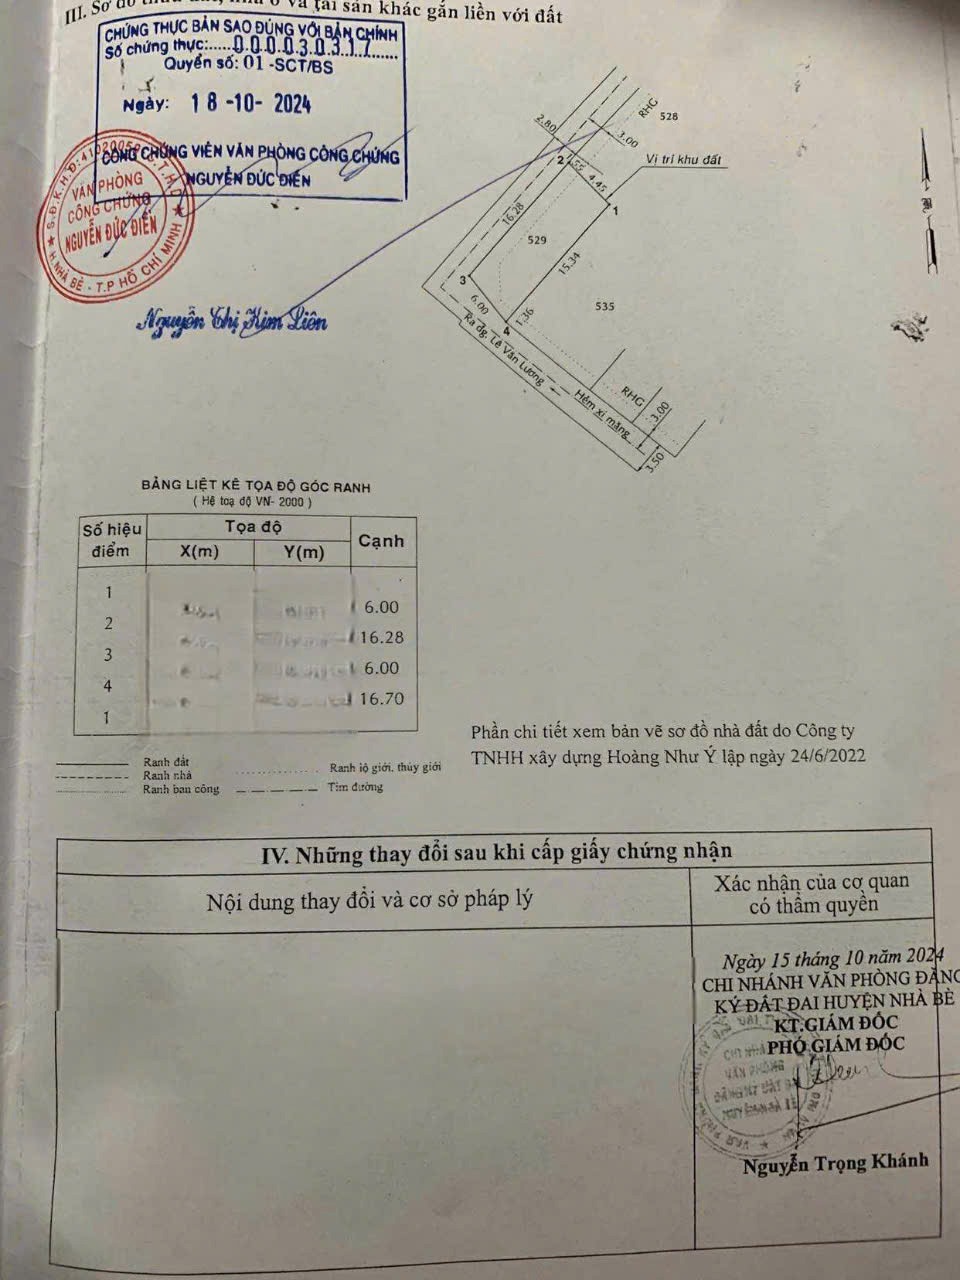 III. Sơ đồ thửa đất, nhà ở và tài sản khác gắn liền với đất
CHỨNG THỰC BẢN SAO ĐÚNG VỚI BẢN CHÍNH
Số chứng thực:......000030317......
Quyển số: 01 -SCT/BS
Ngày: 18 -10- 2024
CÔNG CHỨNG VIÊN VĂN PHÒNG CÔNG CHỨNG
NGUYỄN ĐỨC ĐIỀN
VĂN PHÒNG
CÔNG CHỨNG
NGUYỄN ĐỨC ĐIỀN
H.NHÀ BÈ - T.P HỒ CHÍ MINH
Nguyễn Thị Kim Liên
RHG
528
2.80
3.00
Vị trí khu đất
2
1.55
4.45
1
16.28
529
15.34
3
6.00
1.36
4
535
Ra đg. Lê Văn Lương
Hẻm xi măng
RHG
3.00
3.50
BẢNG LIỆT KÊ TỌA ĐỘ GÓC RANH
( Hệ toạ độ VN- 2000 )
Số hiệu điểm
Tọa độ
Cạnh
X(m)
Y(m)
1
6.00
2
16.28
3
6.00
4
16.70
1
Phần chi tiết xem bản vẽ sơ đồ nhà đất do Công ty
TNHH xây dựng Hoàng Như Ý lập ngày 24/6/2022
Ranh đất
Ranh nhà
Ranh ban công
Ranh lộ giới, thủy giới
Tim đường
IV. Những thay đổi sau khi cấp giấy chứng nhận
Nội dung thay đổi và cơ sở pháp lý
Xác nhận của cơ quan
có thẩm quyền
Ngày 15 tháng 10 năm 2024
CHI NHÁNH VĂN PHÒNG ĐĂNG
KÝ ĐẤT ĐAI HUYỆN NHÀ BÈ
KT.GIÁM ĐỐC
PHÓ GIÁM ĐỐC
Nguyễn Trọng Khánh